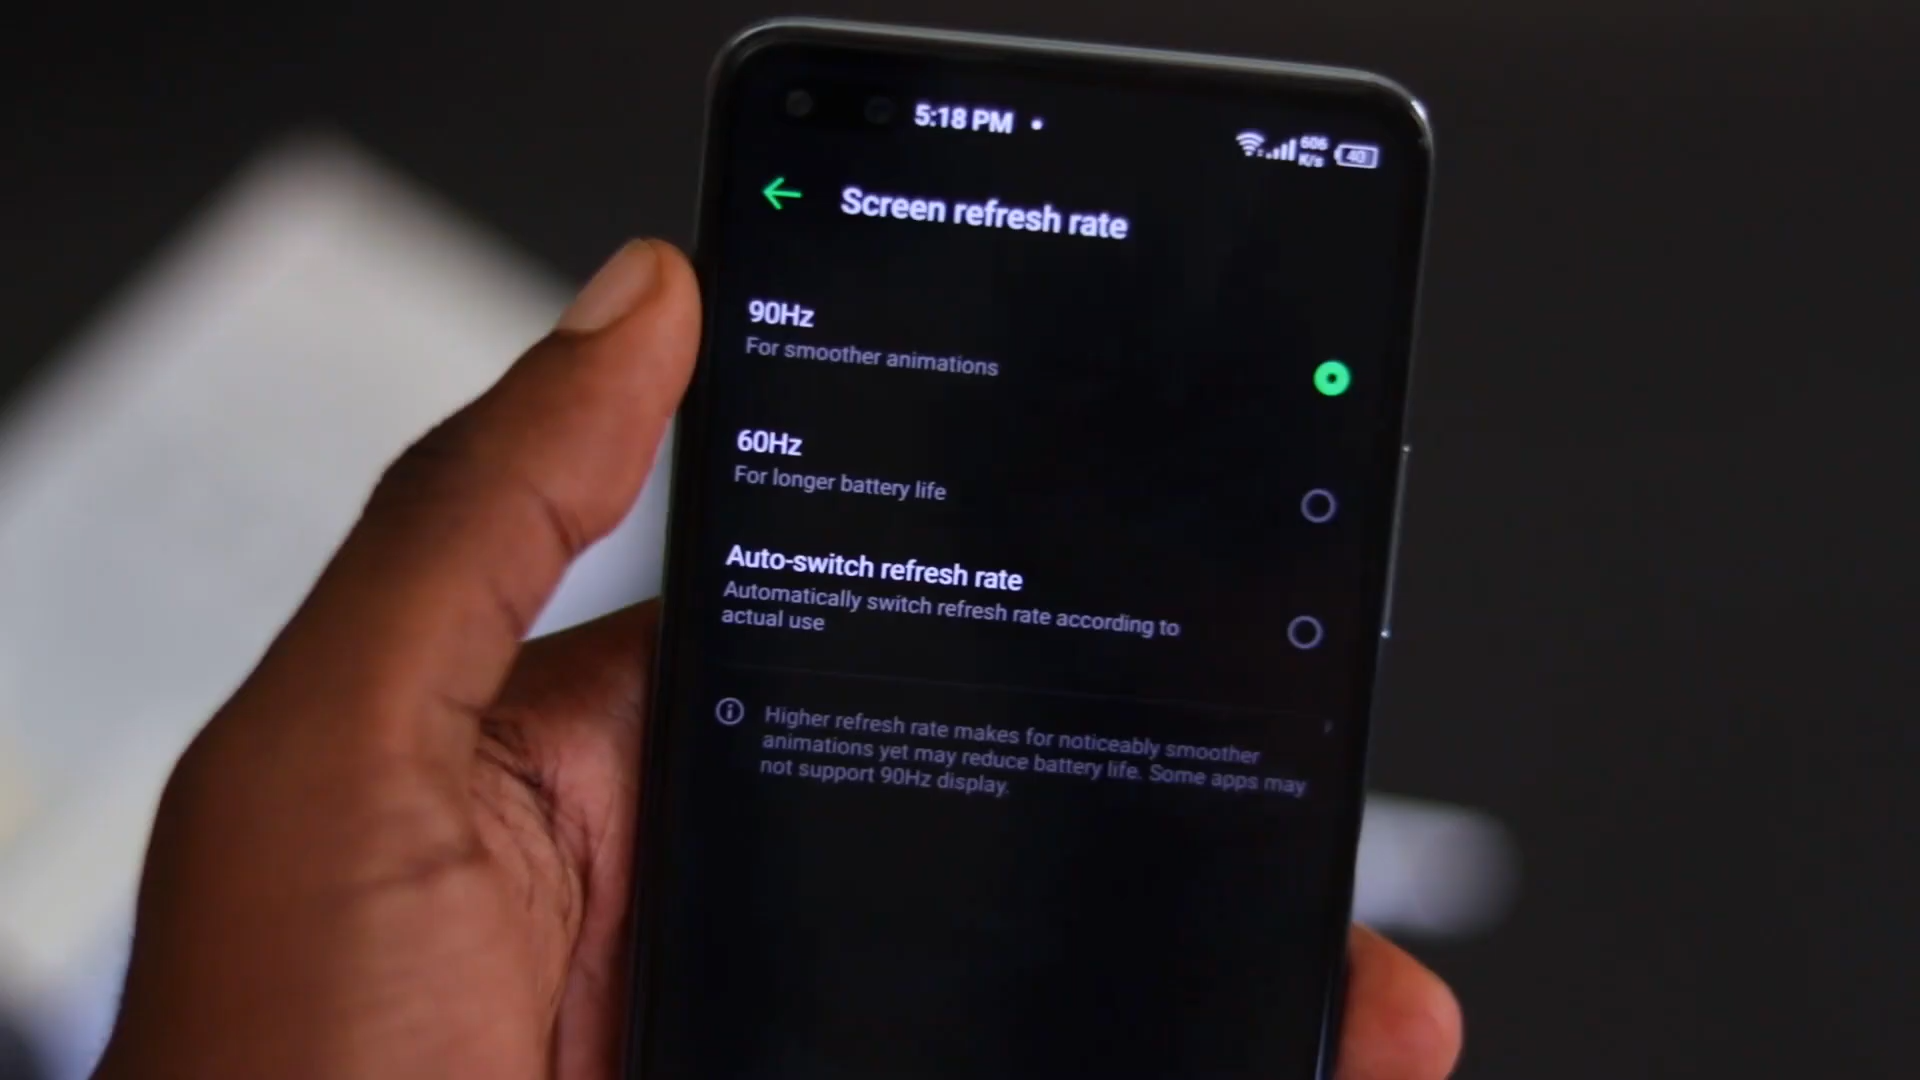 5:18 PM
606
K/s
40
Screen refresh rate
90Hz
For smoother animations
60Hz
For longer battery life
Auto-switch refresh rate
Automatically switch refresh rate according to
actual use
Higher refresh rate makes for noticeably smoother
animations yet may reduce battery life. Some apps may
not support 90Hz display.